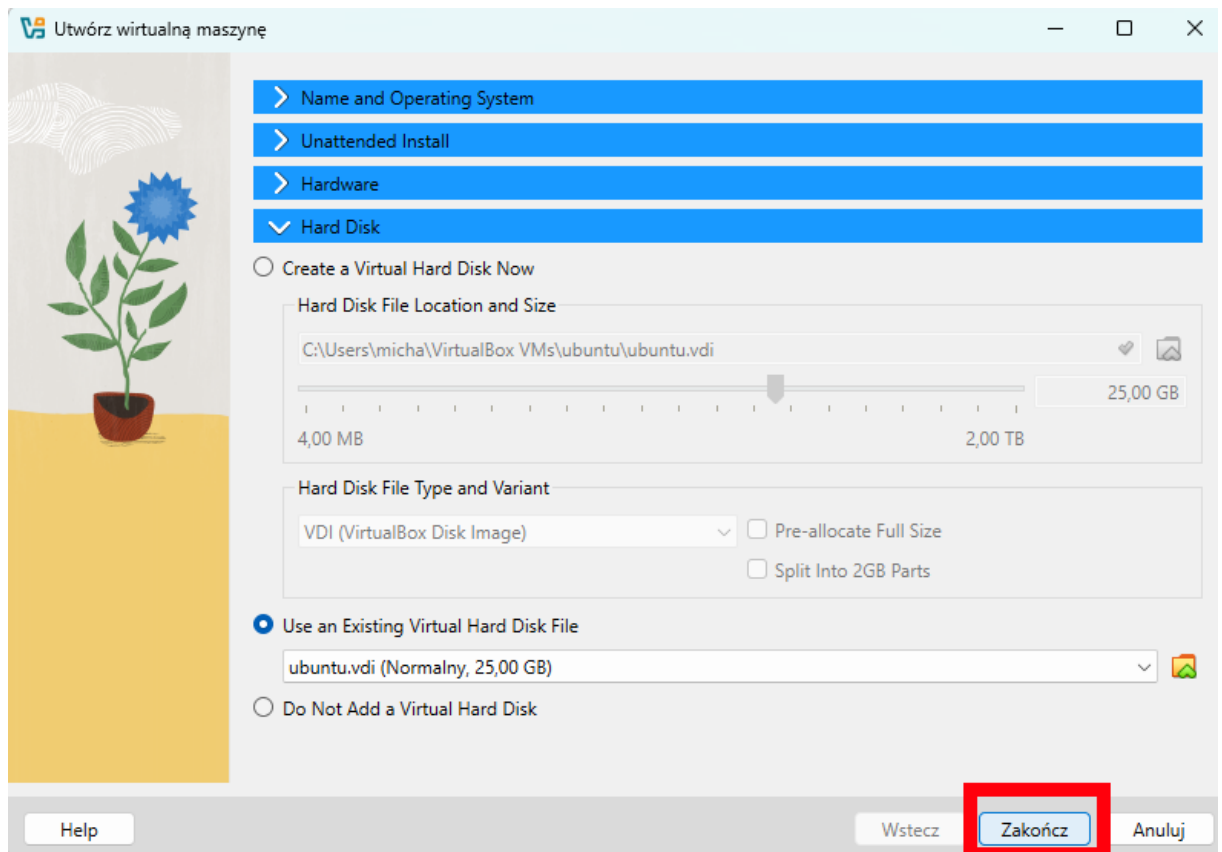 Utwórz wirtualną maszynę
Name and Operating System
Unattended Install
Hardware
Hard Disk
Create a Virtual Hard Disk Now
Hard Disk File Location and Size
C:\Users\micha\VirtualBox VMs\ubuntu\ubuntu.vdi
25,00 GB
4,00 MB 2,00 TB
Hard Disk File Type and Variant
VDI (VirtualBox Disk Image) Pre-allocate Full Size
Split Into 2GB Parts
Use an Existing Virtual Hard Disk File
ubuntu.vdi (Normalny, 25,00 GB)
Do Not Add a Virtual Hard Disk
Help Wstecz Zakończ Anuluj